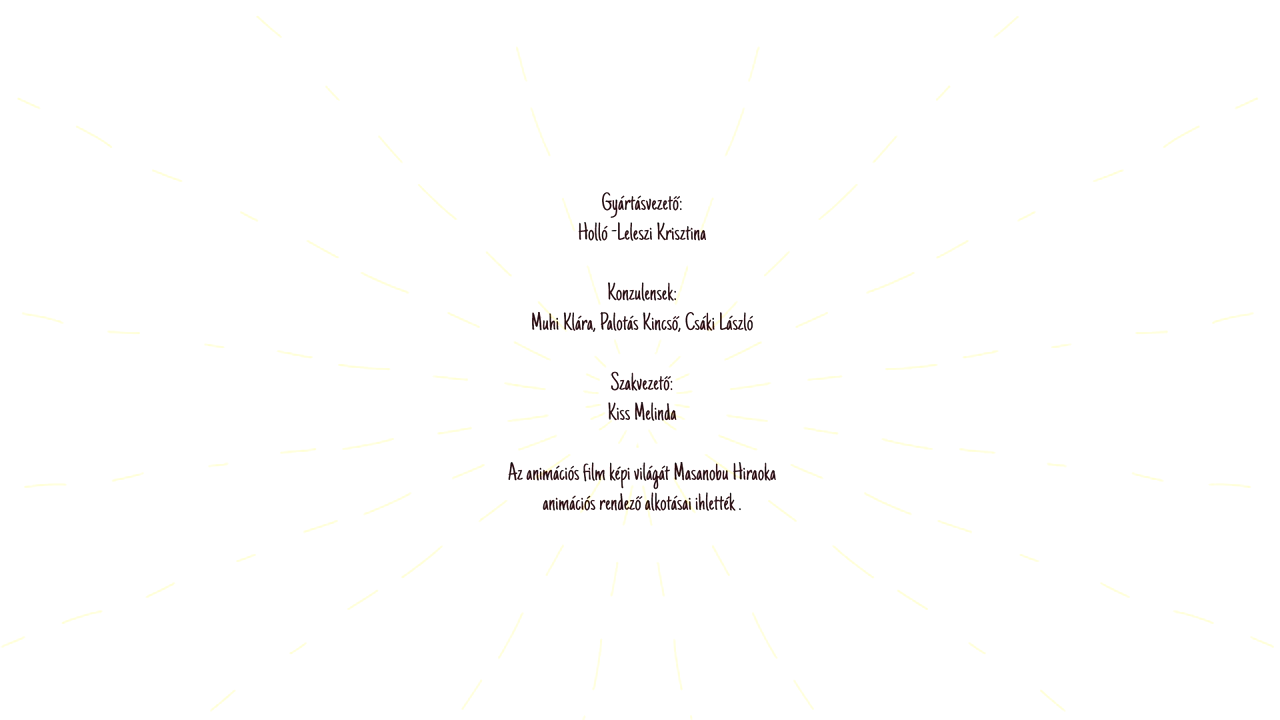 Gyártásvezető:
Holló -Leleszi Krisztina
Konzulensek:
Muhi Klára, Palotás Kincső, Csáki László
Szakvezető:
Kiss Melinda
Az animációs film képi világát Masanobu Hiraoka
animációs rendező alkotásai ihlették .